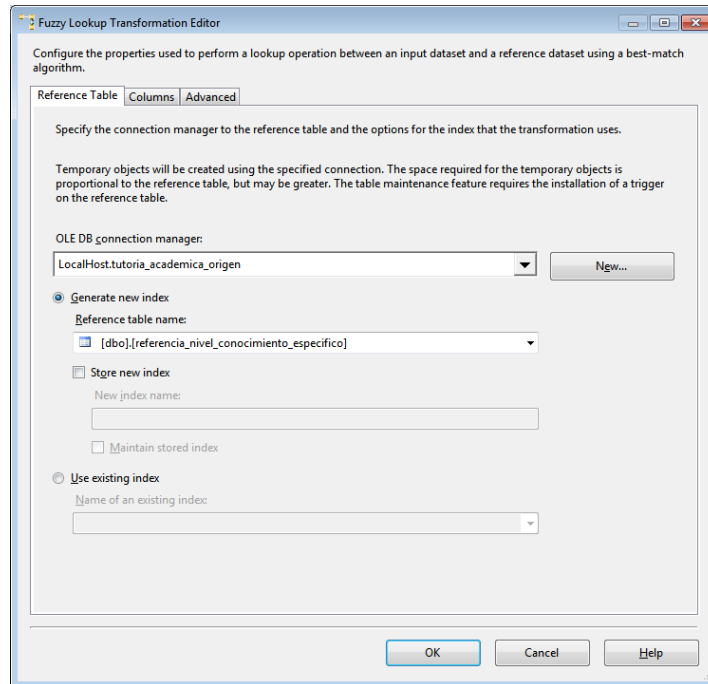 Fuzzy Lookup Transformation Editor
Configure the properties used to perform a lookup operation between an input dataset and a reference dataset using a best-match
algorithm.
Reference Table Columns Advanced
Specify the connection manager to the reference table and the options for the index that the transformation uses.
Temporary objects will be created using the specified connection. The space required for the temporary objects is
proportional to the reference table, but may be greater. The table maintenance feature requires the installation of a trigger
on the reference table.
OLE DB connection manager:
LocalHost.tutoria_academica_origen
New...
Generate new index
Reference table name:
[dbo].[referencia_nivel_conocimiento_especifico]
Store new index
New index name:
Maintain stored index
Use existing index
Name of an existing index:
OK Cancel Help